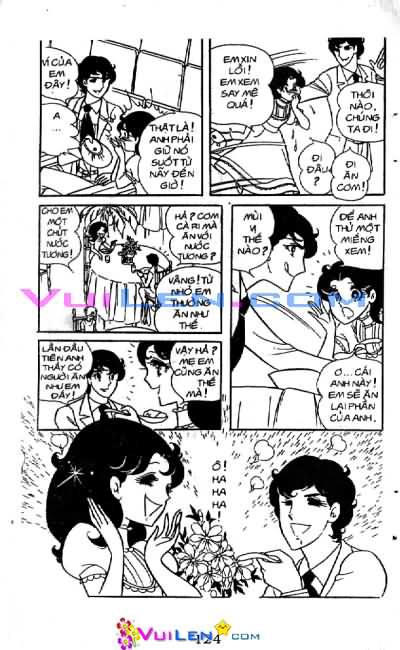 VÍ CỦA
EM
ĐÂY!
A
...
THẬT LÀ!
ANH PHẢI
GIỮ NÓ
SUỐT TỪ
NÃY ĐẾN
GIỜ!
EM XIN
LỖI!
EM XEM
SAY MÊ
QUÁ!
THÔI
NÀO,
CHÚNG
TA ĐI!
ĐI
ĐÂU
?
ĐI
ĂN
CƠM!
CHO EM
MỘT
CHÚT
NƯỚC
TƯƠNG!
HẢ? CƠM
CÀ RI MÀ
ĂN VỚI
NƯỚC
TƯƠNG?
VÂNG! TỪ
NHỎ EM
THƯỜNG
ĂN NHƯ
THẾ.
MÙI
VỊ
THẾ
NÀO?
ĐỂ ANH
THỬ MỘT
MIẾNG
XEM!
Ơ... CÁI
ANH NÀY!
EM SẼ ĂN
LẠI PHẦN
CỦA ANH.
LẦN ĐẦU
TIÊN ANH
THẤY CÓ
NGƯỜI ĂN
NHƯ EM
ĐẤY!
VẬY HẢ?
MẸ EM
CŨNG ĂN
THẾ
MÀ!
Ô!
HA
HA
HA
!
VUILEN.COM
124
VUILEN.COM